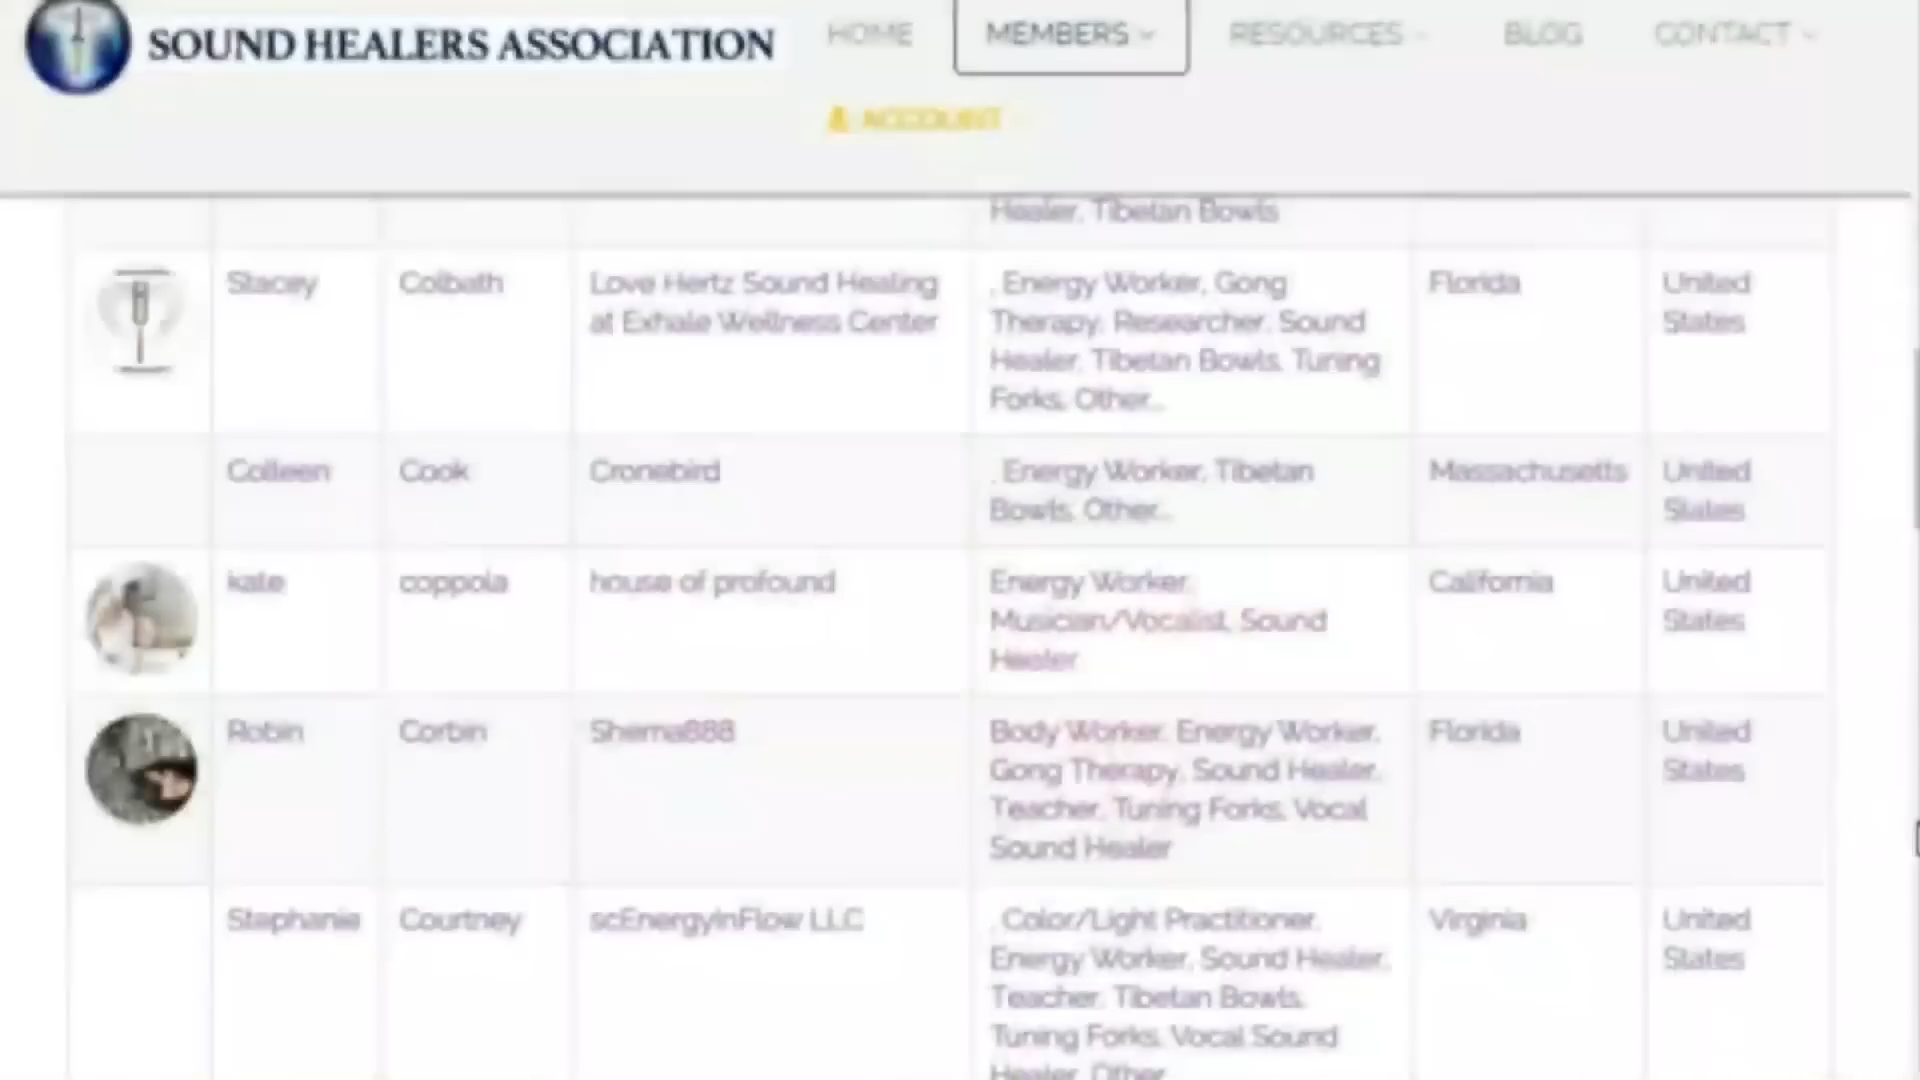 SOUND HEALERS ASSOCIATION
HOME
MEMBERS
RESOURCES
BLOG
CONTACT
ACCOUNT
Healer, Tibetan Bowls
Stacey
Colbath
Love Hertz Sound Healing
at Exhale Wellness Center
, Energy Worker, Gong
Therapy, Researcher, Sound
Healer, Tibetan Bowls, Tuning
Forks, Other...
Florida
United
States
Colleen
Cook
Cronebird
, Energy Worker, Tibetan
Bowls, Other...
Massachusetts
United
States
kate
coppola
house of profound
Energy Worker,
Musician/Vocalist, Sound
Healer
California
United
States
Robin
Corbin
Shema888
Body Worker, Energy Worker,
Gong Therapy, Sound Healer,
Teacher, Tuning Forks, Vocal
Sound Healer
Florida
United
States
Stephanie
Courtney
scEnergyInFlow LLC
, Color/Light Practitioner,
Energy Worker, Sound Healer,
Teacher, Tibetan Bowls,
Tuning Forks, Vocal Sound
Healer, Other
Virginia
United
States